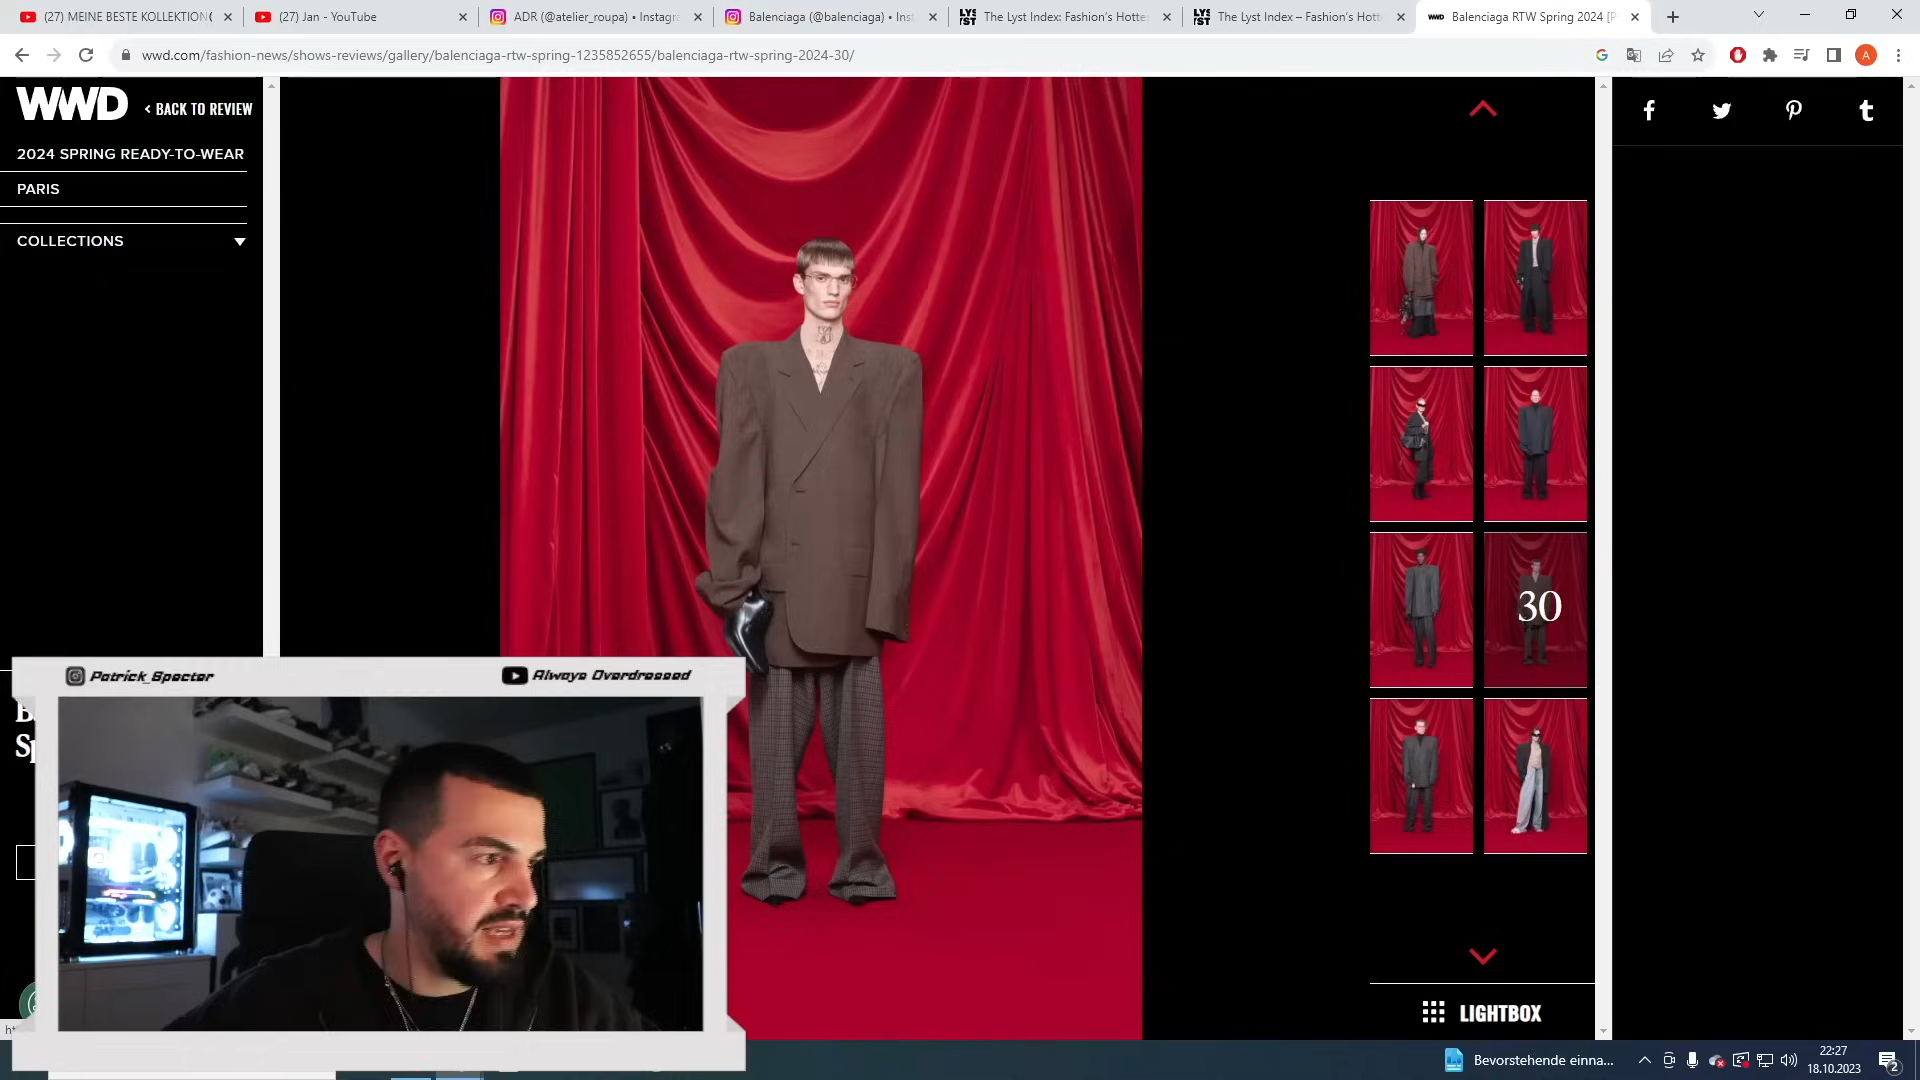 (27) MEINE BESTE KOLLEKTION
(27) Jan - YouTube
ADR (@atelier_roupa) • Instagr
Balenciaga (@balenciaga) • Inst
The Lyst Index: Fashion's Hotte
The Lyst Index – Fashion's Hott
Balenciaga RTW Spring 2024 [P
wwd.com/fashion-news/shows-reviews/gallery/balenciaga-rtw-spring-1235852655/balenciaga-rtw-spring-2024-30/
A
WWD
< BACK TO REVIEW
2024 SPRING READY-TO-WEAR
PARIS
COLLECTIONS
30
LIGHTBOX
Patrick_Specter
Always Overdressed
Bevorstehende einna...
22:27
18.10.2023
2